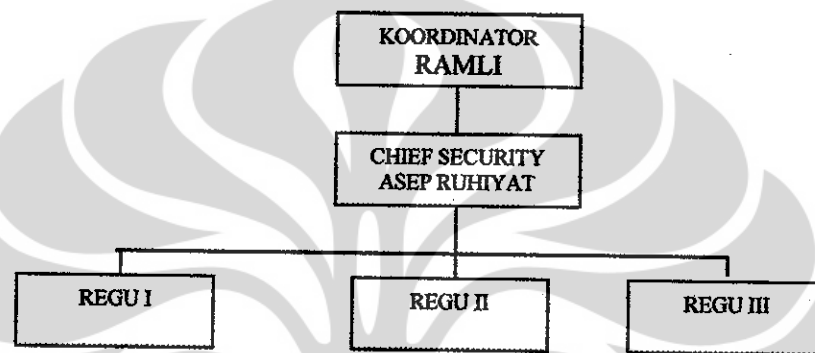 KOORDINATOR
RAMLI
CHIEF SECURITY
ASEP RUHIYAT
REGU I
REGU II
REGU III